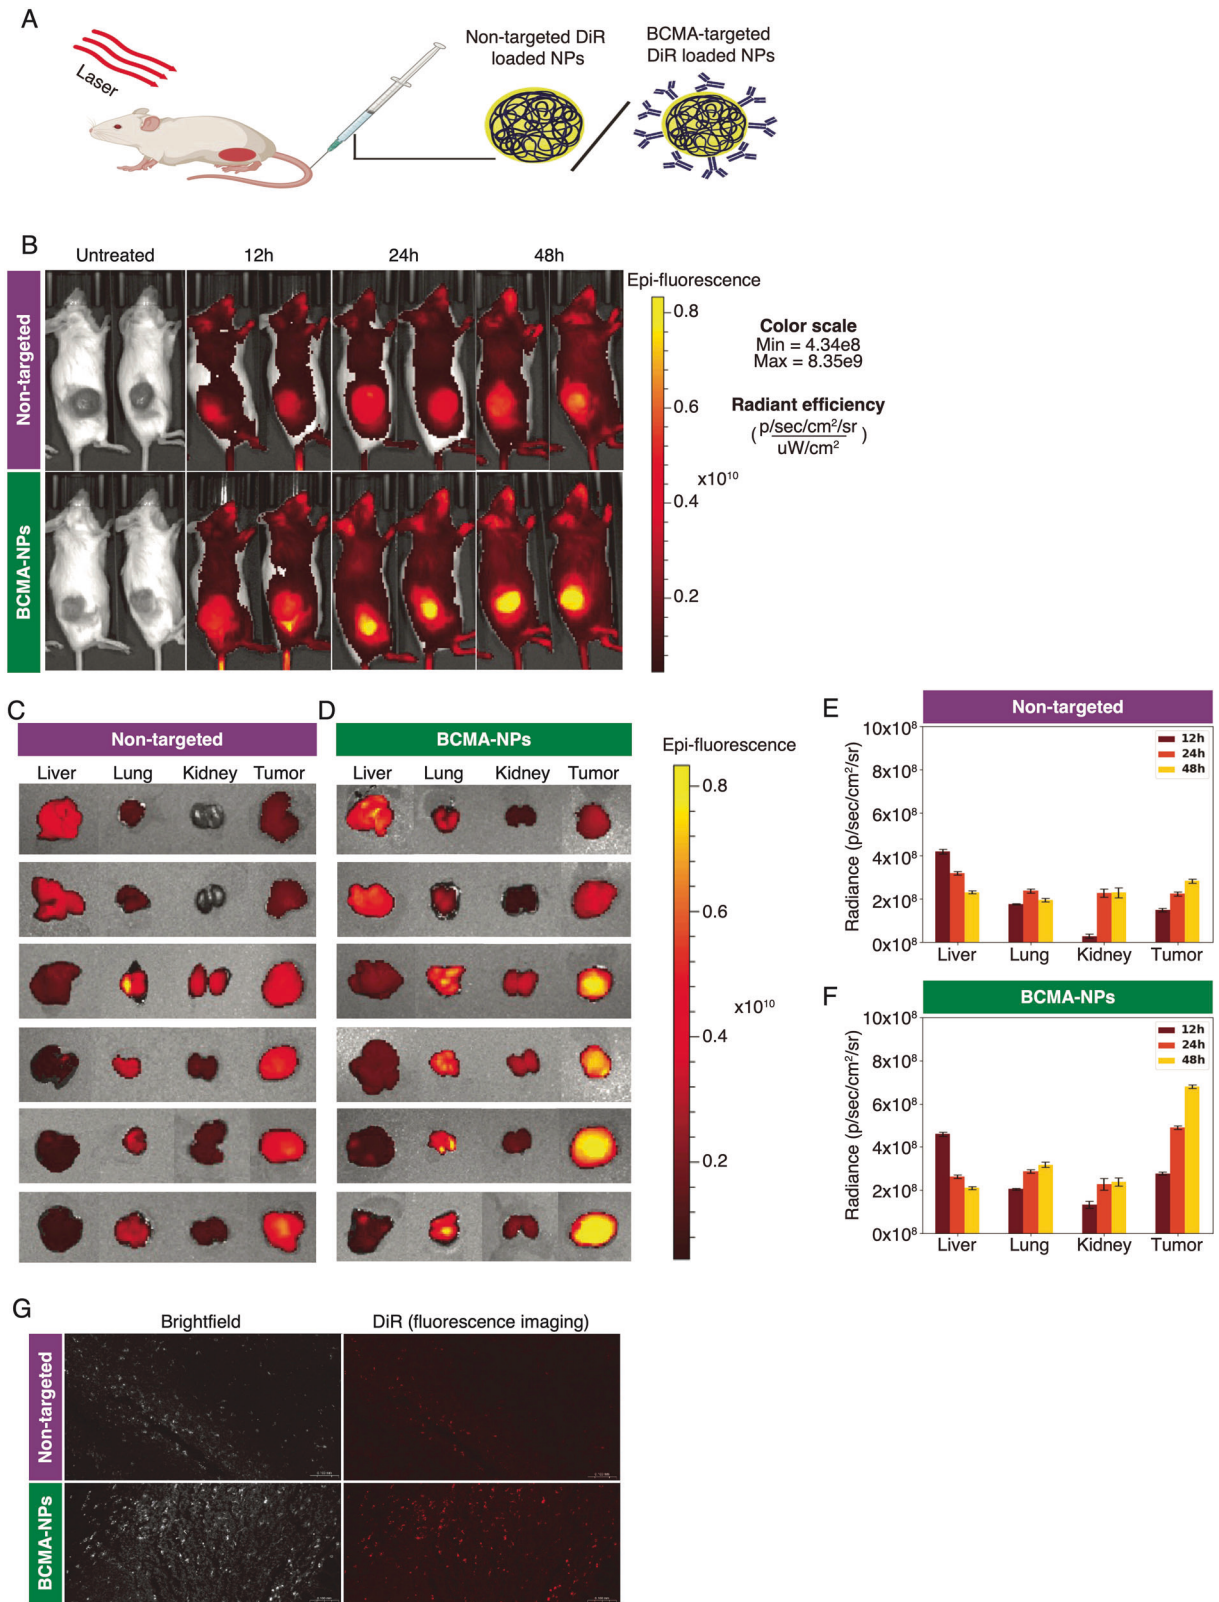 A
Laser
Non-targeted DiR
loaded NPs
BCMA-targeted
DiR loaded NPs
B
Untreated
12h
24h
48h
Non-targeted
BCMA-NPs
Epi-fluorescence
0.8
0.6
0.4
0.2
x10¹⁰
Color scale
Min = 4.34e8
Max = 8.35e9
Radiant efficiency
(p/sec/cm²/sr
uW/cm²)
C
Non-targeted
Liver Lung Kidney Tumor
D
BCMA-NPs
Liver Lung Kidney Tumor
Epi-fluorescence
0.8
0.6
x10¹⁰
0.4
0.2
E
Non-targeted
Radiance (p/sec/cm²/sr)
10x10⁸
8x10⁸
6x10⁸
4x10⁸
2x10⁸
0x10⁸
12h
24h
48h
Liver Lung Kidney Tumor
F
BCMA-NPs
Radiance (p/sec/cm²/sr)
10x10⁸
8x10⁸
6x10⁸
4x10⁸
2x10⁸
0x10⁸
12h
24h
48h
Liver Lung Kidney Tumor
G
Brightfield
DiR (fluorescence imaging)
Non-targeted
BCMA-NPs